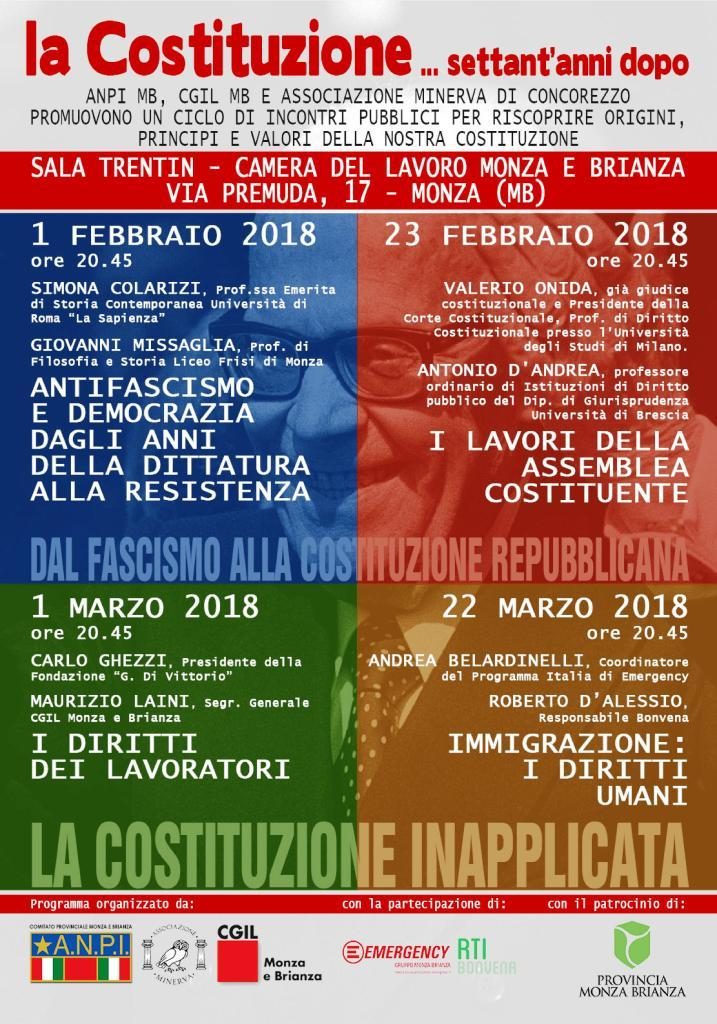 la Costituzione ... settant'anni dopo
ANPI MB, CGIL MB E ASSOCIAZIONE MINERVA DI CONCOREZZO
PROMUOVONO UN CICLO DI INCONTRI PUBBLICI PER RISCOPRIRE ORIGINI,
PRINCIPI E VALORI DELLA NOSTRA COSTITUZIONE
SALA TRENTIN - CAMERA DEL LAVORO MONZA E BRIANZA
VIA PREMUDA, 17 - MONZA (MB)
1 FEBBRAIO 2018
ore 20.45
SIMONA COLARIZI, Prof.ssa Emerita
di Storia Contemporanea Università di
Roma "La Sapienza"
GIOVANNI MISSAGLIA, Prof. di
Filosofia e Storia Liceo Frisi di Monza
ANTIFASCISMO
E DEMOCRAZIA
DAGLI ANNI
DELLA DITTATURA
ALLA RESISTENZA
23 FEBBRAIO 2018
ore 20.45
VALERIO ONIDA, già giudice
costituzionale e Presidente della
Corte Costituzionale, Prof. di Diritto
Costituzionale presso l'Università
degli Studi di Milano.
ANTONIO D'ANDREA, professore
ordinario di Istituzioni di Diritto
pubblico del Dip. di Giurisprudenza
Università di Brescia
I LAVORI DELLA
ASSEMBLEA
COSTITUENTE
DAL FASCISMO ALLA COSTITUZIONE REPUBBLICANA
1 MARZO 2018
ore 20.45
CARLO GHEZZI, Presidente della
Fondazione "G. Di Vittorio"
MAURIZIO LAINI, Segr. Generale
CGIL Monza e Brianza
I DIRITTI
DEI LAVORATORI
22 MARZO 2018
ore 20.45
ANDREA BELARDINELLI, Coordinatore
del Programma Italia di Emergency
ROBERTO D'ALESSIO,
Responsabile Bonvena
IMMIGRAZIONE:
I DIRITTI
UMANI
LA COSTITUZIONE INAPPLICATA
Programma organizzato da:
con la partecipazione di:
con il patrocinio di:
COMITATO PROVINCIALE MONZA E BRIANZA
A.N.P.I.
ASSOCIAZIONE
MINERVA
CGIL
Monza
e Brianza
EMERGENCY
GRUPPO MONZA BRIANZA
RTI
BONVENA
PROVINCIA
MONZA BRIANZA